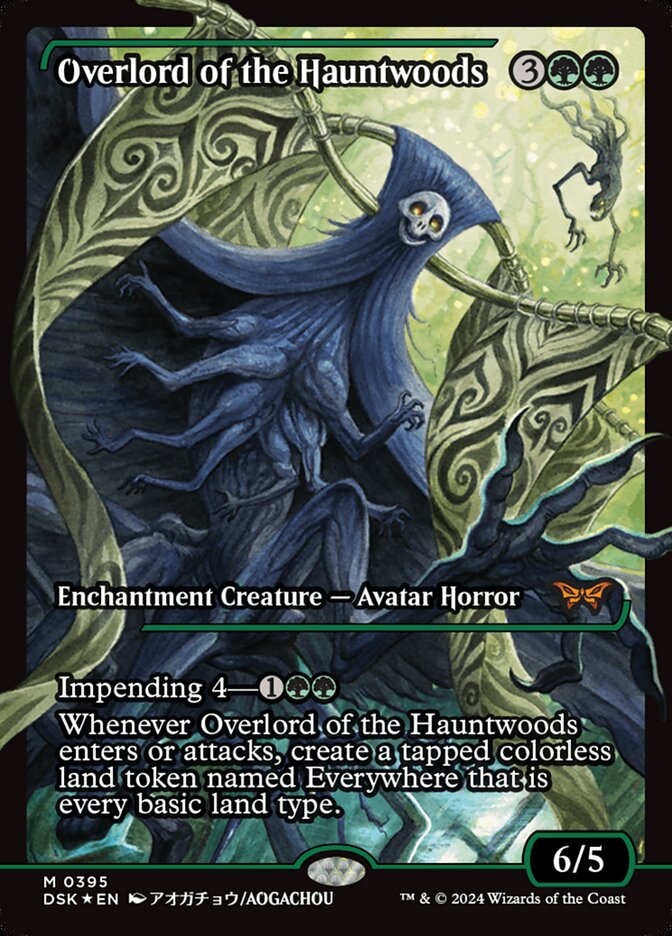 Overlord of the Hauntwoods 3
Enchantment Creature — Avatar Horror
Impending 4—1
Whenever Overlord of the Hauntwoods
enters or attacks, create a tapped colorless
land token named Everywhere that is
every basic land type.
6/5
M 0395
DSK★EN アオガチョウ/AOGACHOU
™ & © 2024 Wizards of the Coast